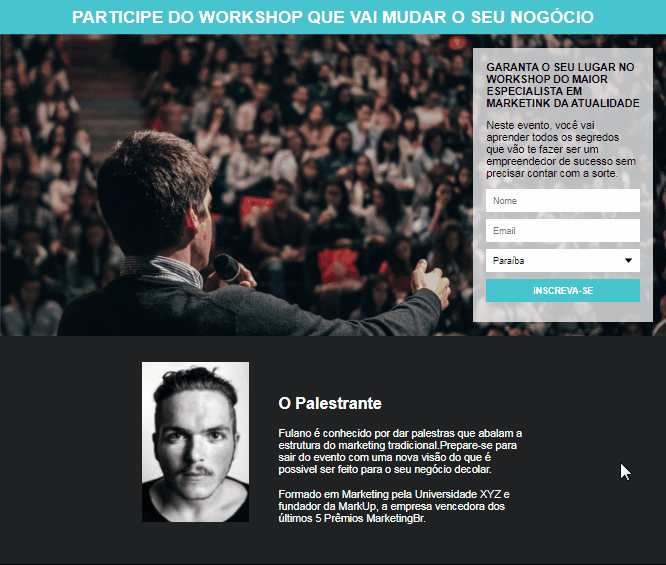 PARTICIPE DO WORKSHOP QUE VAI MUDAR O SEU NOGÓCIO
GARANTA O SEU LUGAR NO
WORKSHOP DO MAIOR
ESPECIALISTA EM
MARKETINK DA ATUALIDADE
Neste evento, você vai
aprender todos os segredos
que vão te fazer ser um
empreendedor de sucesso sem
precisar contar com a sorte.
Nome
Email
Paraíba
INSCREVA-SE
O Palestrante
Fulano é conhecido por dar palestras que abalam a
estrutura do marketing tradicional.Prepare-se para
sair do evento com uma nova visão do que é
possivel ser feito para o seu negócio decolar.
Formado em Marketing pela Universidade XYZ e
fundador da MarkUp, a empresa vencedora dos
últimos 5 Prêmios MarketingBr.